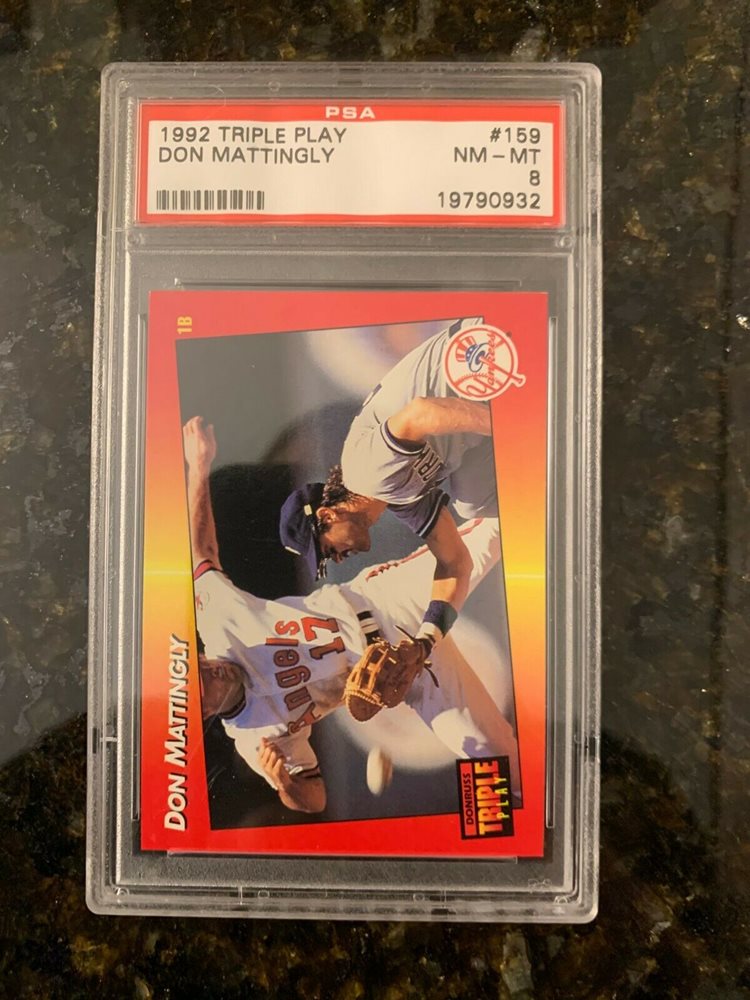 PSA
1992 TRIPLE PLAY #159
DON MATTINGLY NM-MT
8
19790932
1B
Yankees
DON MATTINGLY
Angels
17
DONRUSS
TRIPLE
PLAY